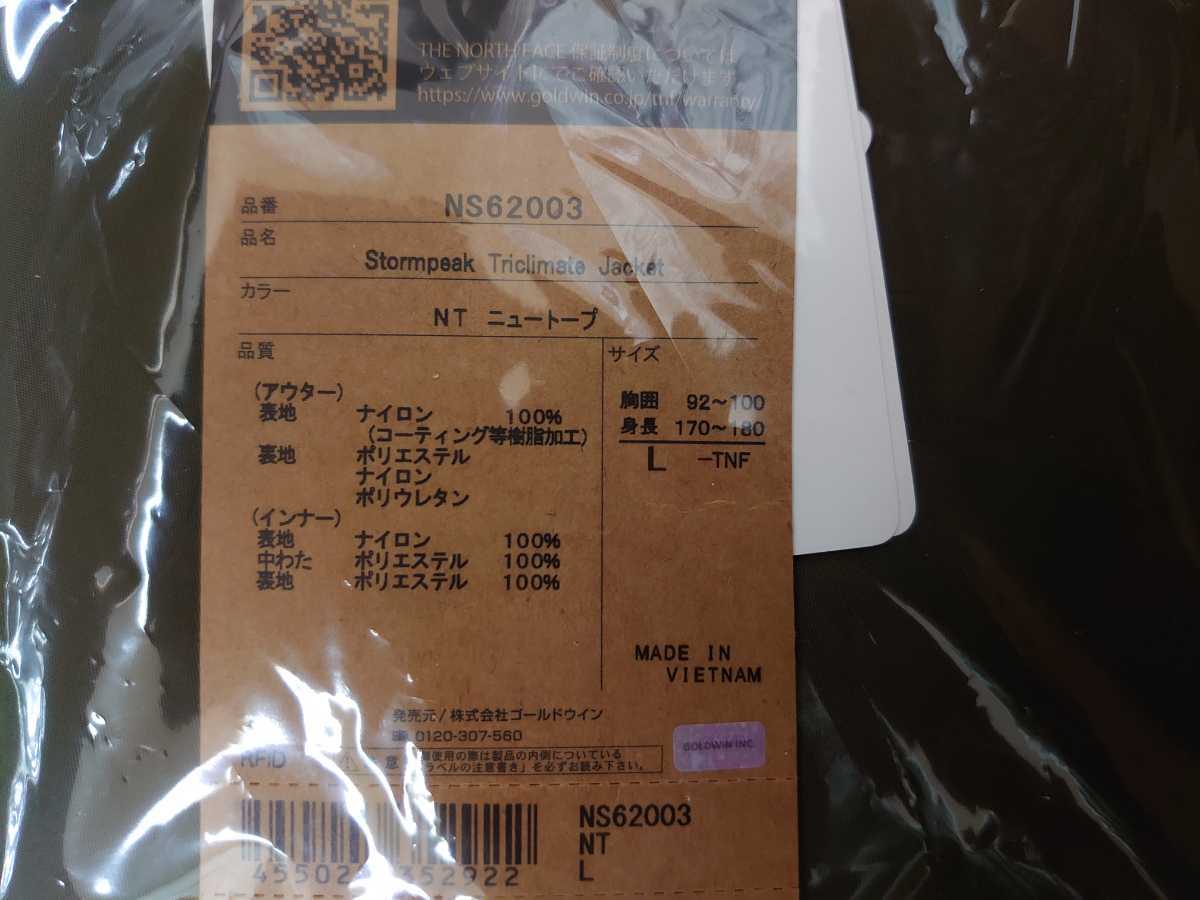 THE NORTH FACE 保証制度については
ウェブサイトにてご確認いただけます
https://www.goldwin.co.jp/tnf/warranty/
品番 NS62003
品名
Stormpeak Triclimate Jacket
カラー
NT ニュートープ
品質
(アウター)
表地 ナイロン 100%
(コーティング等樹脂加工)
裏地 ポリエステル
ナイロン
ポリウレタン
(インナー)
表地 ナイロン 100%
中わた ポリエステル 100%
裏地 ポリエステル 100%
サイズ
胸囲 92～100
身長 170～180
L -TNF
MADE IN
VIETNAM
発売元/株式会社ゴールドウイン
0120-307-560
GOLDWIN INC.
RFID
使用の際は製品の内側についている
ラベルの注意書き」を必ずお読み下さい。
NS62003
NT
L
45502 352922